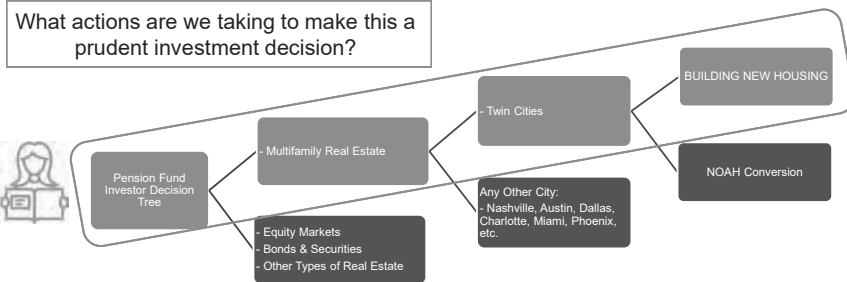 What actions are we taking to make this a
prudent investment decision?
BUILDING NEW HOUSING
- Twin Cities
- Multifamily Real Estate
Pension Fund
Investor Decision
Tree
NOAH Conversion
Any Other City:
- Nashville, Austin, Dallas,
Charlotte, Miami, Phoenix,
etc.
- Equity Markets
- Bonds & Securities
- Other Types of Real Estate